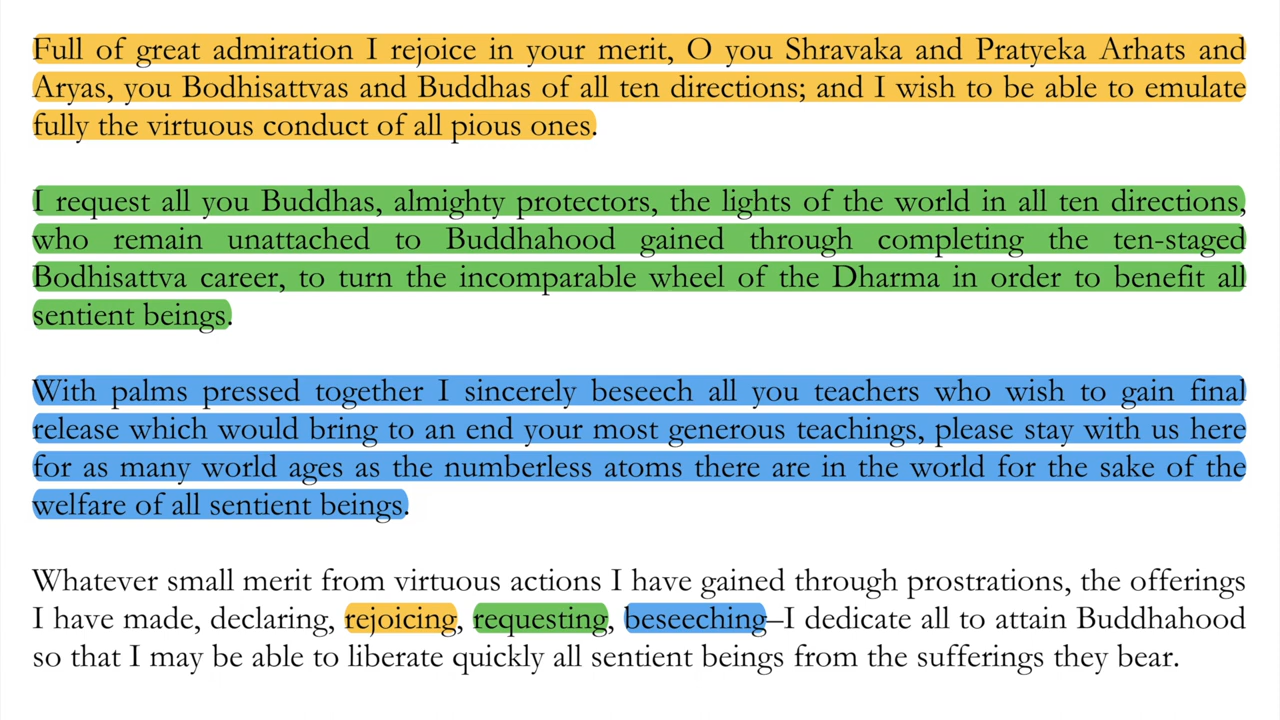 Full of great admiration I rejoice in your merit, O you Shravaka and Pratyeka Arhats and
Aryas, you Bodhisattvas and Buddhas of all ten directions; and I wish to be able to emulate
fully the virtuous conduct of all pious ones.
I request all you Buddhas, almighty protectors, the lights of the world in all ten directions,
who remain unattached to Buddhahood gained through completing the ten-staged
Bodhisattva career, to turn the incomparable wheel of the Dharma in order to benefit all
sentient beings.
With palms pressed together I sincerely beseech all you teachers who wish to gain final
release which would bring to an end your most generous teachings, please stay with us here
for as many world ages as the numberless atoms there are in the world for the sake of the
welfare of all sentient beings.
Whatever small merit from virtuous actions I have gained through prostrations, the offerings
I have made, declaring, rejoicing, requesting, beseeching–I dedicate all to attain Buddhahood
so that I may be able to liberate quickly all sentient beings from the sufferings they bear.